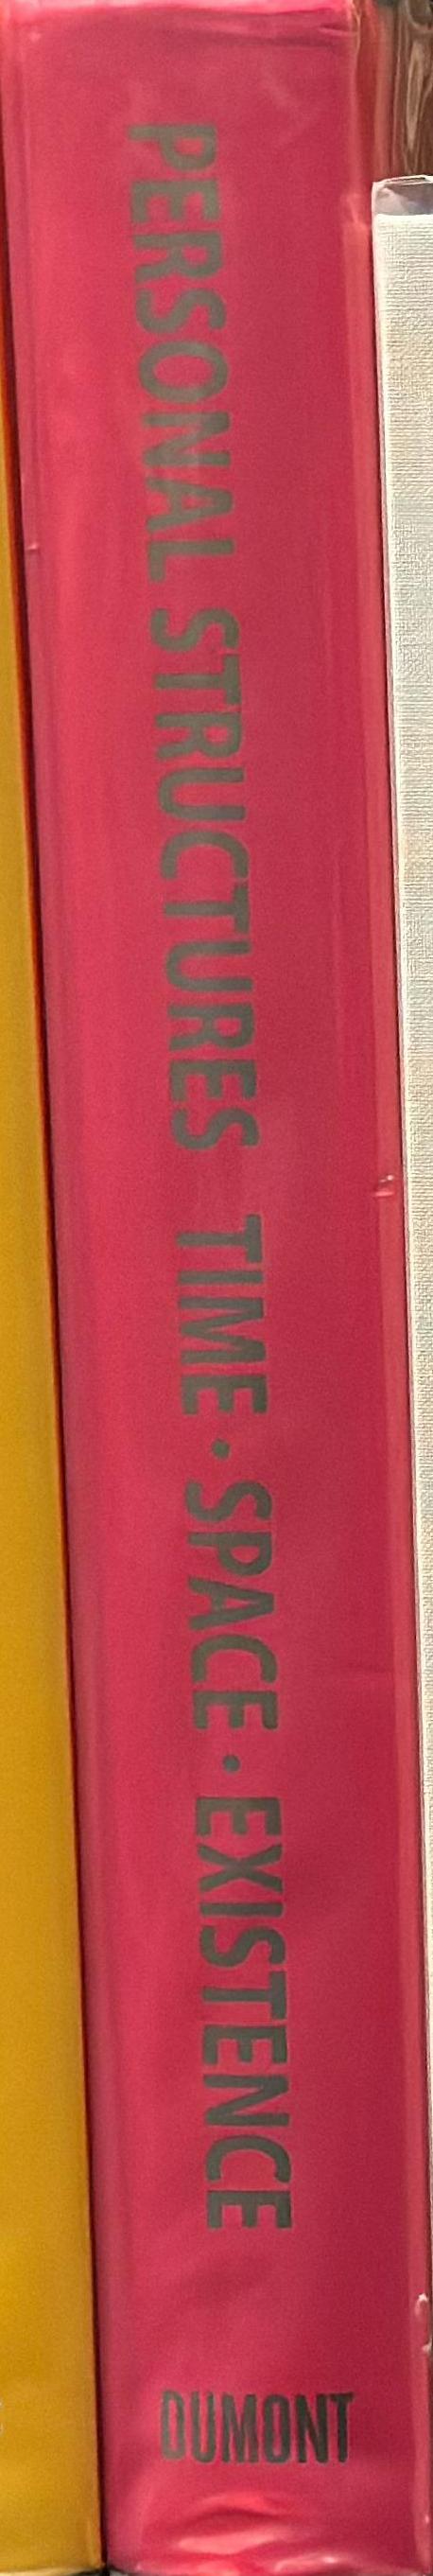 PERSONAL STRUCTURES TIME · SPACE · EXISTENCE
DUMONT